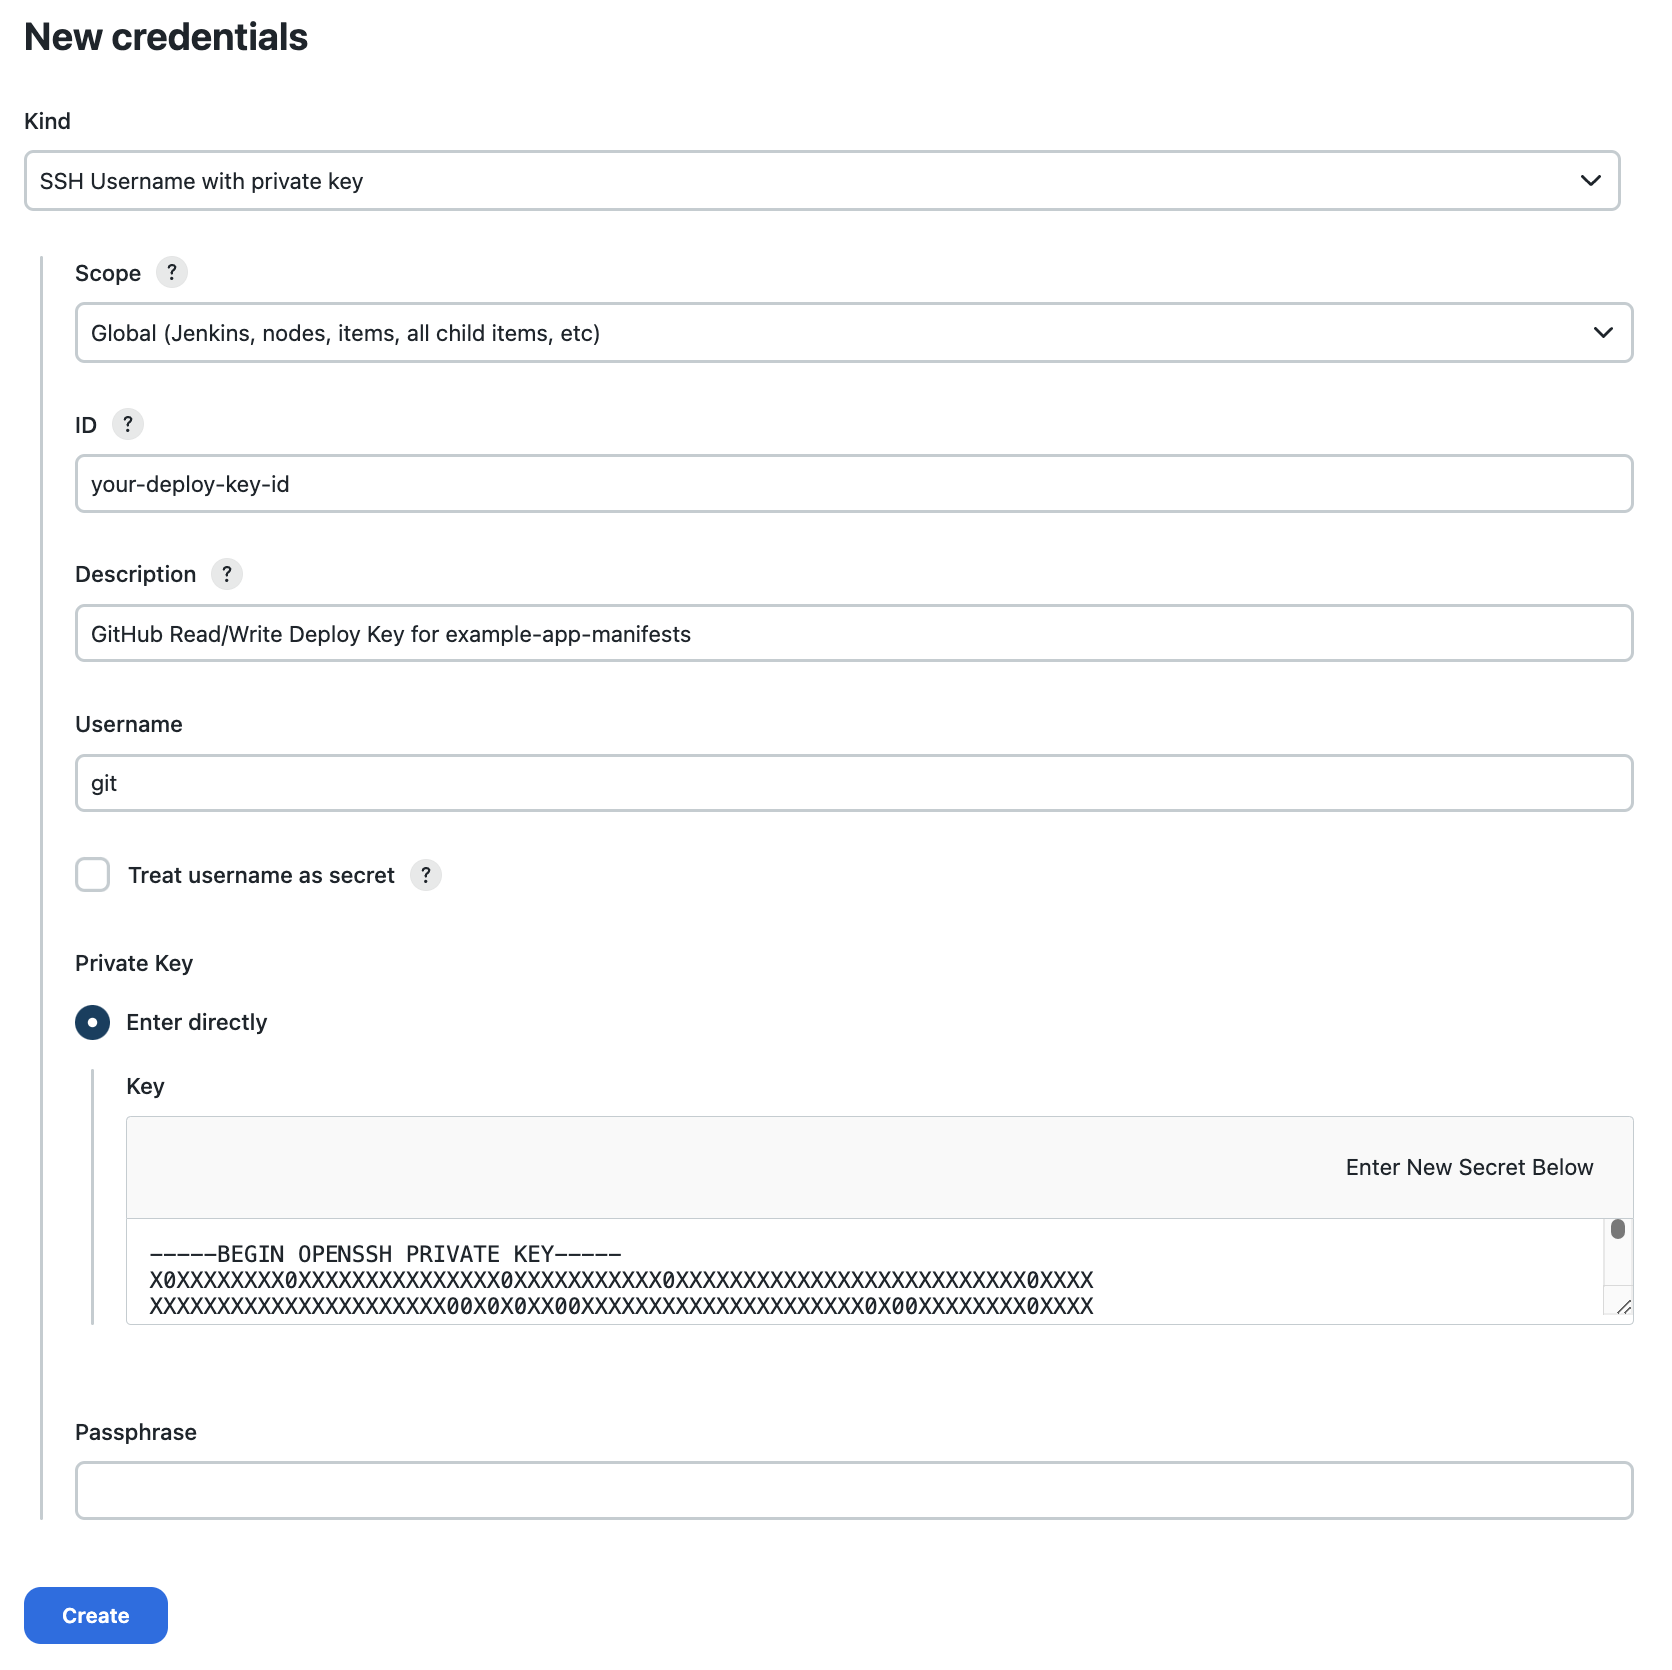 New credentials
Kind
SSH Username with private key
Scope ?
Global (Jenkins, nodes, items, all child items, etc)
ID ?
your-deploy-key-id
Description ?
GitHub Read/Write Deploy Key for example-app-manifests
Username
git
Treat username as secret ?
Private Key
Enter directly
Key
Enter New Secret Below
-----BEGIN OPENSSH PRIVATE KEY-----
X0XXXXXXXX0XXXXXXXXXXXXXXX0XXXXXXXXXXX0XXXXXXXXXXXXXXXXXXXXXXXXXX0XXXX
XXXXXXXXXXXXXXXXXXXXXX00X0X0XX00XXXXXXXXXXXXXXXXXXXXX0X00XXXXXXXX0XXXX
Passphrase
Create